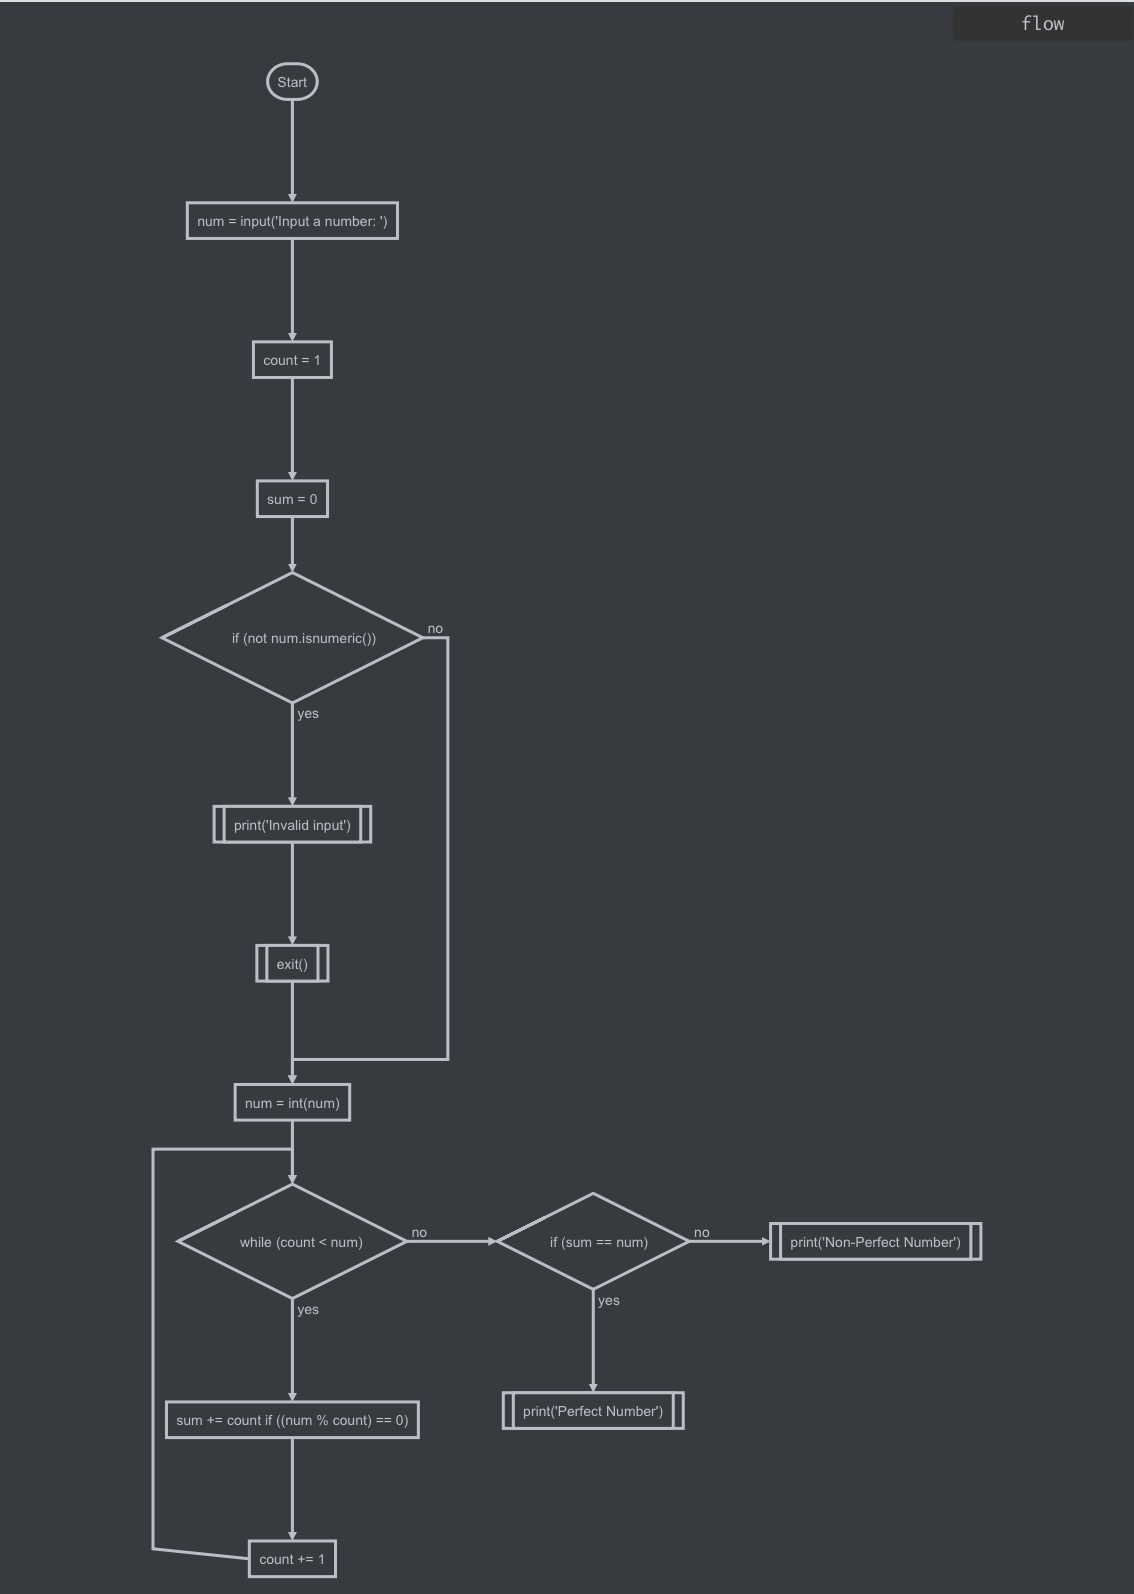 flow
Start
num = input('Input a number: ')
count = 1
sum = 0
if (not num.isnumeric())
no
yes
print('Invalid input')
exit()
num = int(num)
while (count < num)
no
if (sum == num)
no
print('Non-Perfect Number')
yes
yes
sum += count if ((num % count) == 0)
print('Perfect Number')
count += 1